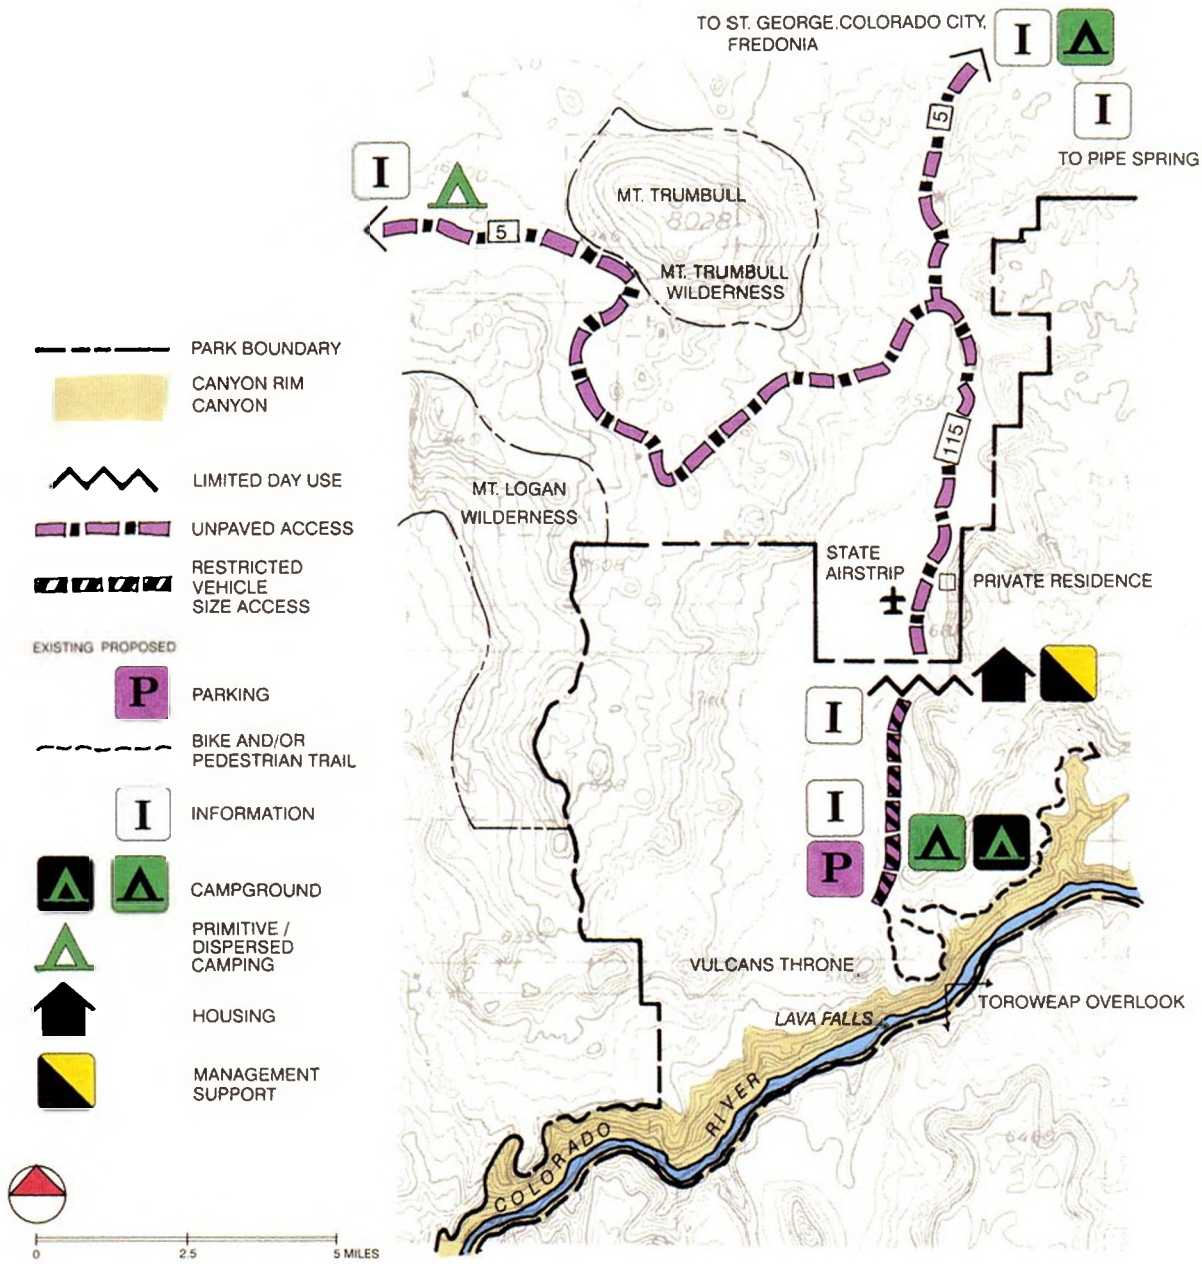 TO ST. GEORGE, COLORADO CITY,
FREDONIA
I
I
TO PIPE SPRING
5
I
5
MT. TRUMBULL
8028
MT. TRUMBULL
WILDERNESS
115
MT. LOGAN
WILDERNESS
STATE
AIRSTRIP
PRIVATE RESIDENCE
I
I
P
VULCANS THRONE
LAVA FALLS
TOROWEAP OVERLOOK
COLORADO RIVER
PARK BOUNDARY
CANYON RIM
CANYON
LIMITED DAY USE
UNPAVED ACCESS
RESTRICTED
VEHICLE
SIZE ACCESS
EXISTING PROPOSED
P PARKING
BIKE AND/OR
PEDESTRIAN TRAIL
I INFORMATION
CAMPGROUND
PRIMITIVE /
DISPERSED
CAMPING
HOUSING
MANAGEMENT
SUPPORT
0 2.5 5 MILES